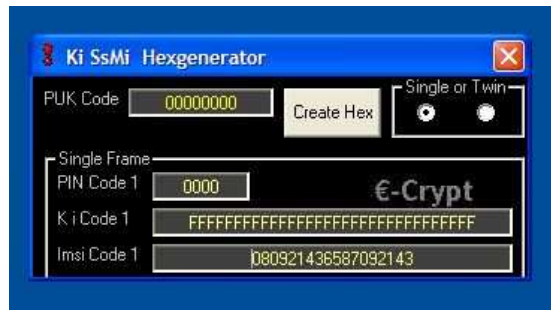 Ki SsMi Hexgenerator
PUK Code 00000000 Create Hex Single or Twin
Single Frame
PIN Code 1 0000 €-Crypt
K i Code 1 FFFFFFFFFFFFFFFFFFFFFFFFFFFFFFFF
Imsi Code 1 080921436587092143